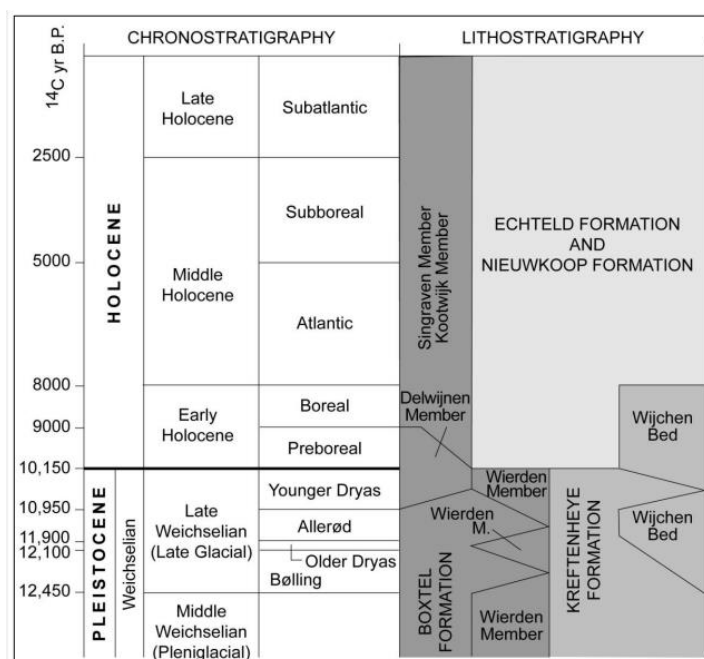 CHRONOSTRATIGRAPHY
LITHOSTRATIGRAPHY
14C yr B.P.
2500
5000
8000
9000
10,150
10,950
11,900
12,100
12,450
HOLOCENE
PLEISTOCENE
Weichselian
Late
Holocene
Middle
Holocene
Early
Holocene
Late
Weichselian
(Late Glacial)
Middle
Weichselian
(Pleniglacial)
Subatlantic
Subboreal
Atlantic
Boreal
Preboreal
Younger Dryas
Allerød
Older Dryas
Bølling
Singraven Member
Kootwijk Member
Delwijnen
Member
BOXTEL
FORMATION
Wierden
Member
Wierden
M.
Wierden
Member
ECHTELD FORMATION
AND
NIEUWKOOP FORMATION
KREFTENHEYE
FORMATION
Wijchen
Bed
Wijchen
Bed